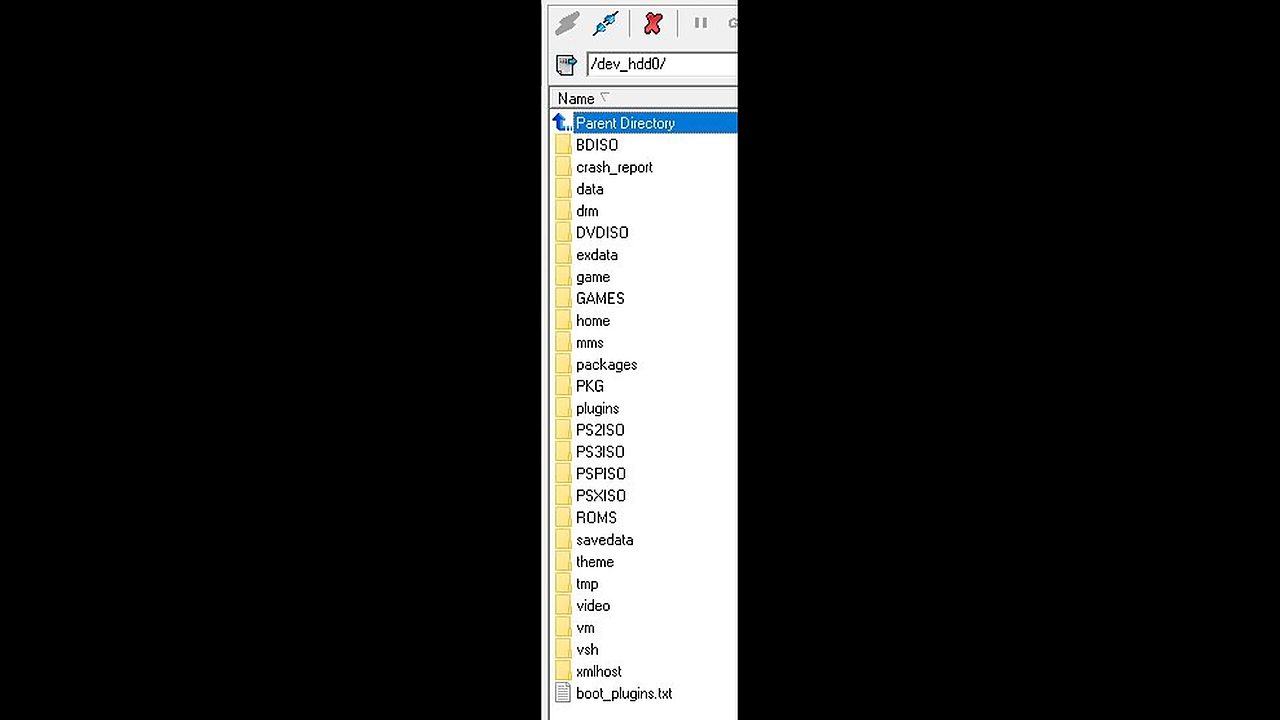 /dev_hdd0/
Name
Parent Directory
BDISO
crash_report
data
drm
DVDISO
exdata
game
GAMES
home
mms
packages
PKG
plugins
PS2ISO
PS3ISO
PSPISO
PSXISO
ROMS
savedata
theme
tmp
video
vm
vsh
xmlhost
boot_plugins.txt